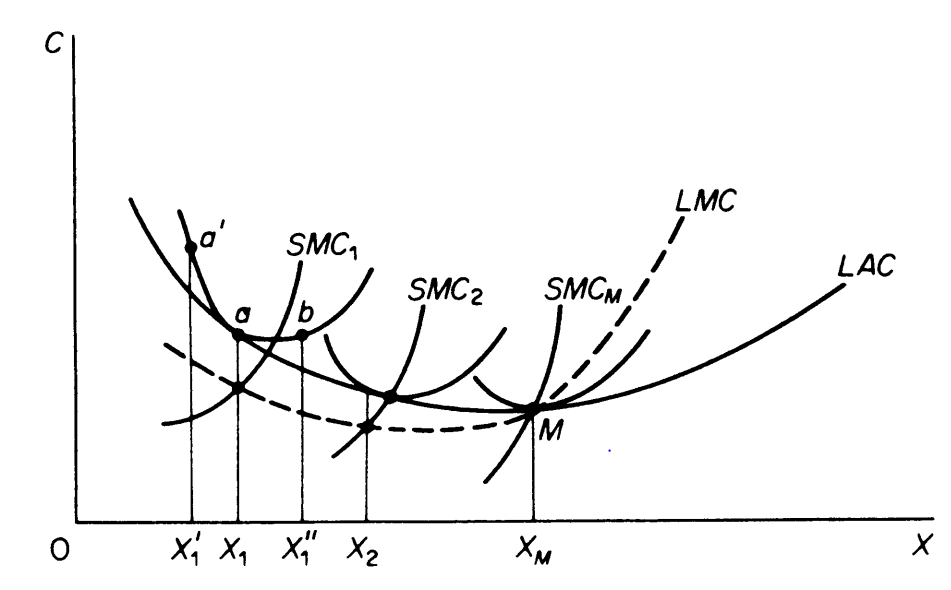 C
LMC
a'
SMC₁
LAC
SMC₂
SMC_M
a
b
M
O
X₁'
X₁
X₁''
X₂
X_M
X